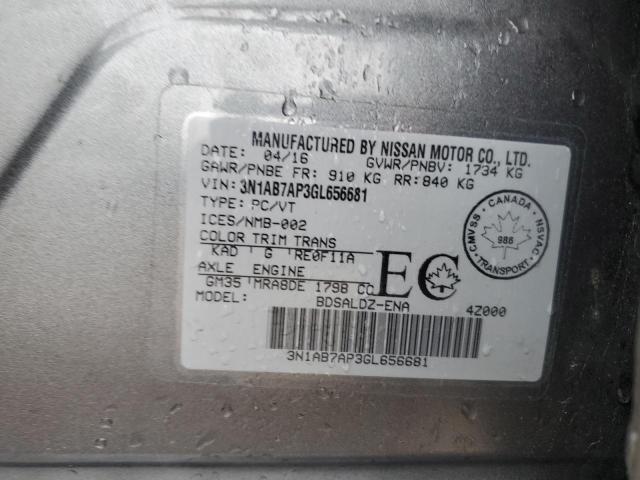 MANUFACTURED BY NISSAN MOTOR CO., LTD.
DATE: 04/16 GVWR/PNBV: 1734 KG
GAWR/PNBE FR: 910 KG RR: 840 KG
VIN: 3N1AB7AP3GL656681
TYPE: PC/VT
ICES/NMB-002
COLOR TRIM TRANS
KAD G RE0F11A
AXLE ENGINE
GM35 MRA8DE 1798 CC
EC
MODEL: BDSALDZ-ENA 4Z000
3N1AB7AP3GL656681
CANADA
CMVSS NSVAC
986
TRANSPORT